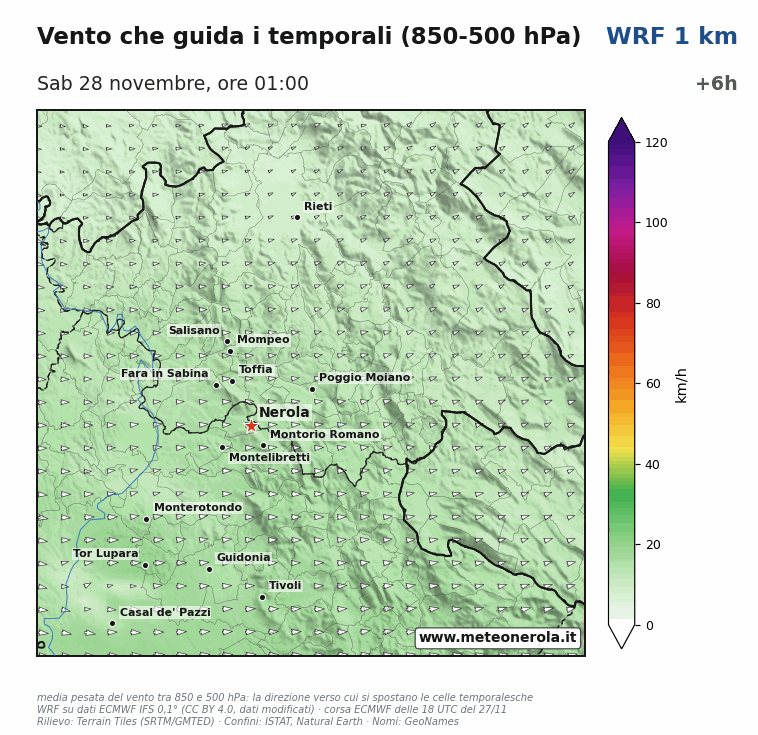 Vento che guida i temporali (850-500 hPa) WRF 1 km
Sab 28 novembre, ore 01:00 +6h
Rieti
Salisano
Mompeo
Toffia
Fara in Sabina
Poggio Moiano
Nerola
Montorio Romano
Montelibretti
Monterotondo
Tor Lupara
Guidonia
Tivoli
Casal de' Pazzi
www.meteonerola.it
120
100
80
60
40
20
0
km/h
media pesata del vento tra 850 e 500 hPa: la direzione verso cui si spostano le celle temporalesche
WRF su dati ECMWF IFS 0,1° (CC BY 4.0, dati modificati) · corsa ECMWF delle 18 UTC del 27/11
Rilievo: Terrain Tiles (SRTM/GMTED) · Confini: ISTAT, Natural Earth · Nomi: GeoNames